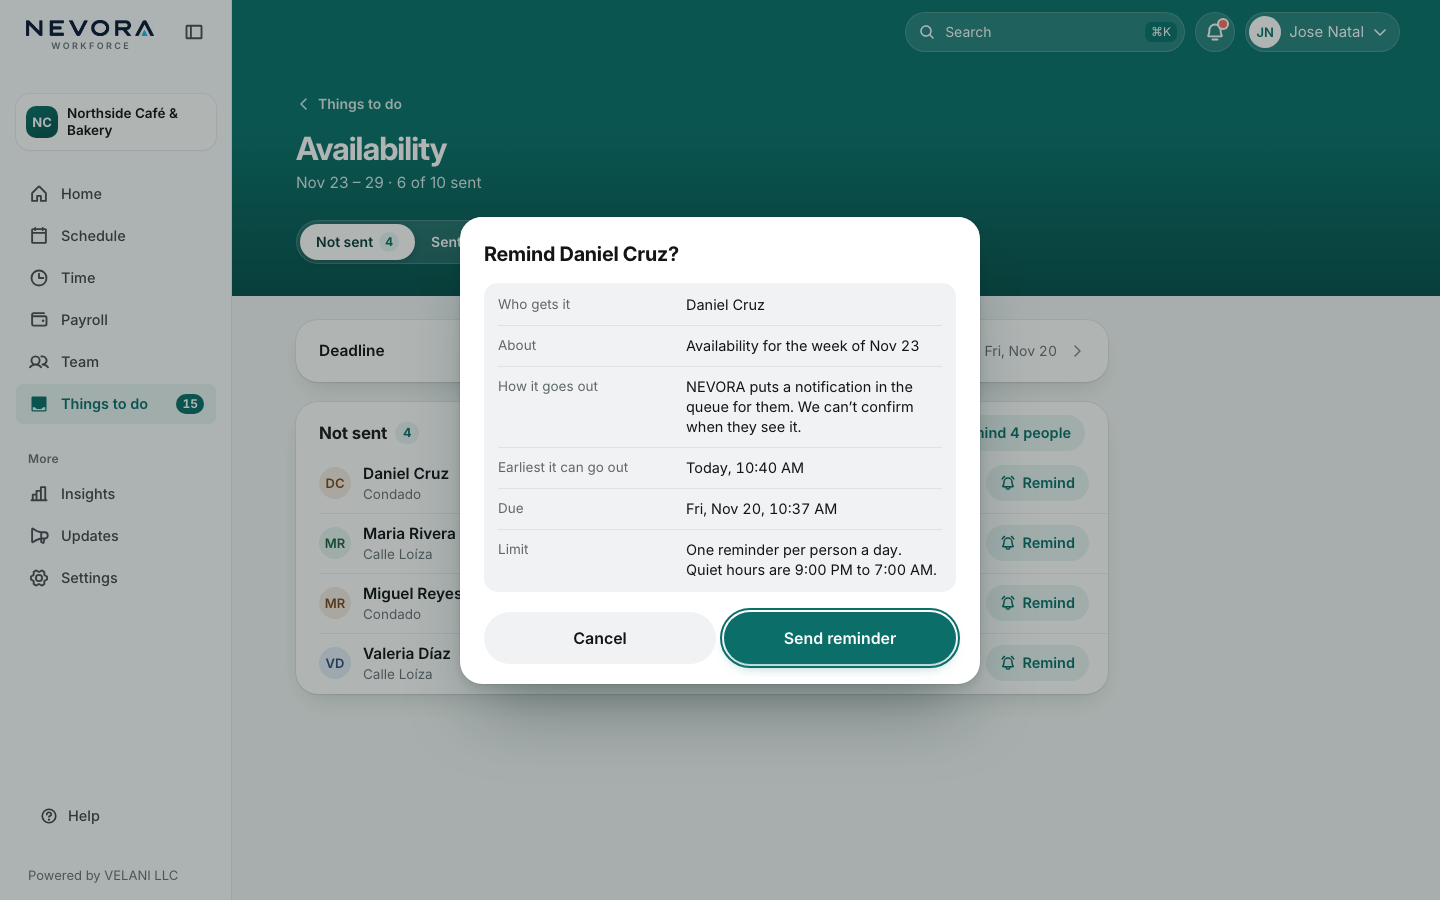 NEVORA
WORKFORCE
Search
⌘K
JN
Jose Natal
NC
Northside Café &
Bakery
Home
Schedule
Time
Payroll
Team
Things to do
15
More
Insights
Updates
Settings
Help
Powered by VELANI LLC
Things to do
Availability
Nov 23 – 29 · 6 of 10 sent
Not sent 4
Sent
Deadline
Fri, Nov 20
Not sent 4
4 people
DC
Daniel Cruz
Condado
Remind
MR
Maria Rivera
Calle Loíza
Remind
MR
Miguel Reyes
Condado
Remind
VD
Valeria Díaz
Calle Loíza
Remind
Remind Daniel Cruz?
Who gets it
Daniel Cruz
About
Availability for the week of Nov 23
How it goes out
NEVORA puts a notification in the
queue for them. We can’t confirm
when they see it.
Earliest it can go out
Today, 10:40 AM
Due
Fri, Nov 20, 10:37 AM
Limit
One reminder per person a day.
Quiet hours are 9:00 PM to 7:00 AM.
Cancel
Send reminder